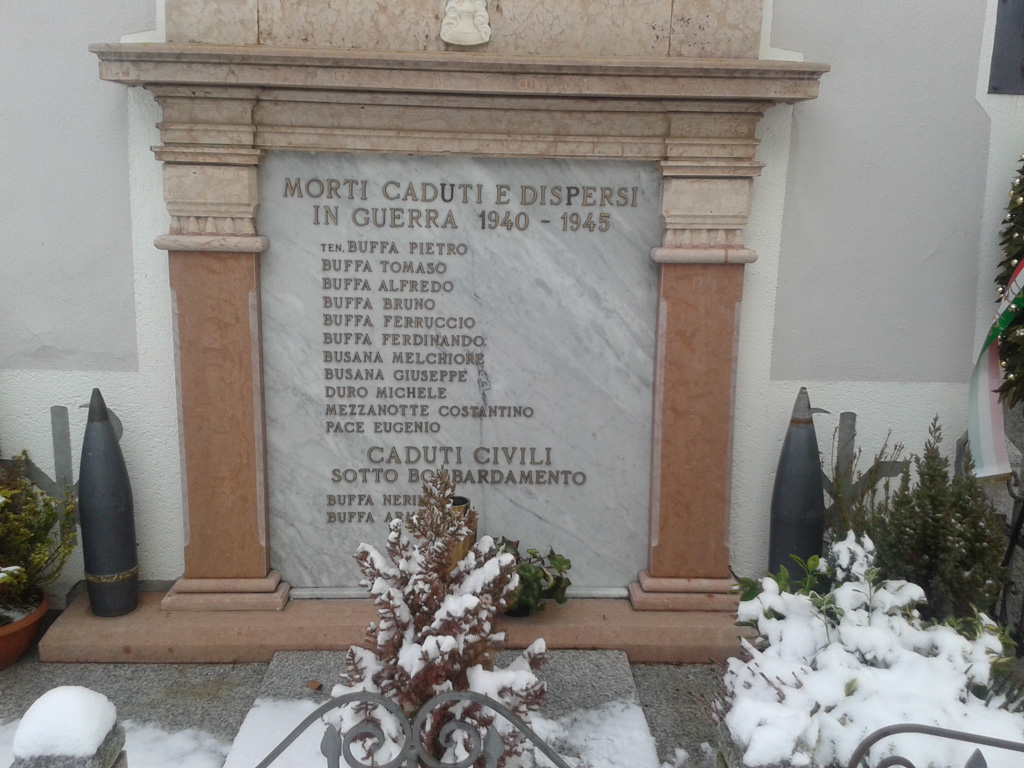 MORTI CADUTI E DISPERSI
IN GUERRA 1940 - 1945
TEN. BUFFA PIETRO
BUFFA TOMASO
BUFFA ALFREDO
BUFFA BRUNO
BUFFA FERRUCCIO
BUFFA FERDINANDO
BUSANA MELCHIORE
BUSANA GIUSEPPE
DURO MICHELE
MEZZANOTTE COSTANTINO
PACE EUGENIO
CADUTI CIVILI
SOTTO BOMBARDAMENTO
BUFFA
BUFFA